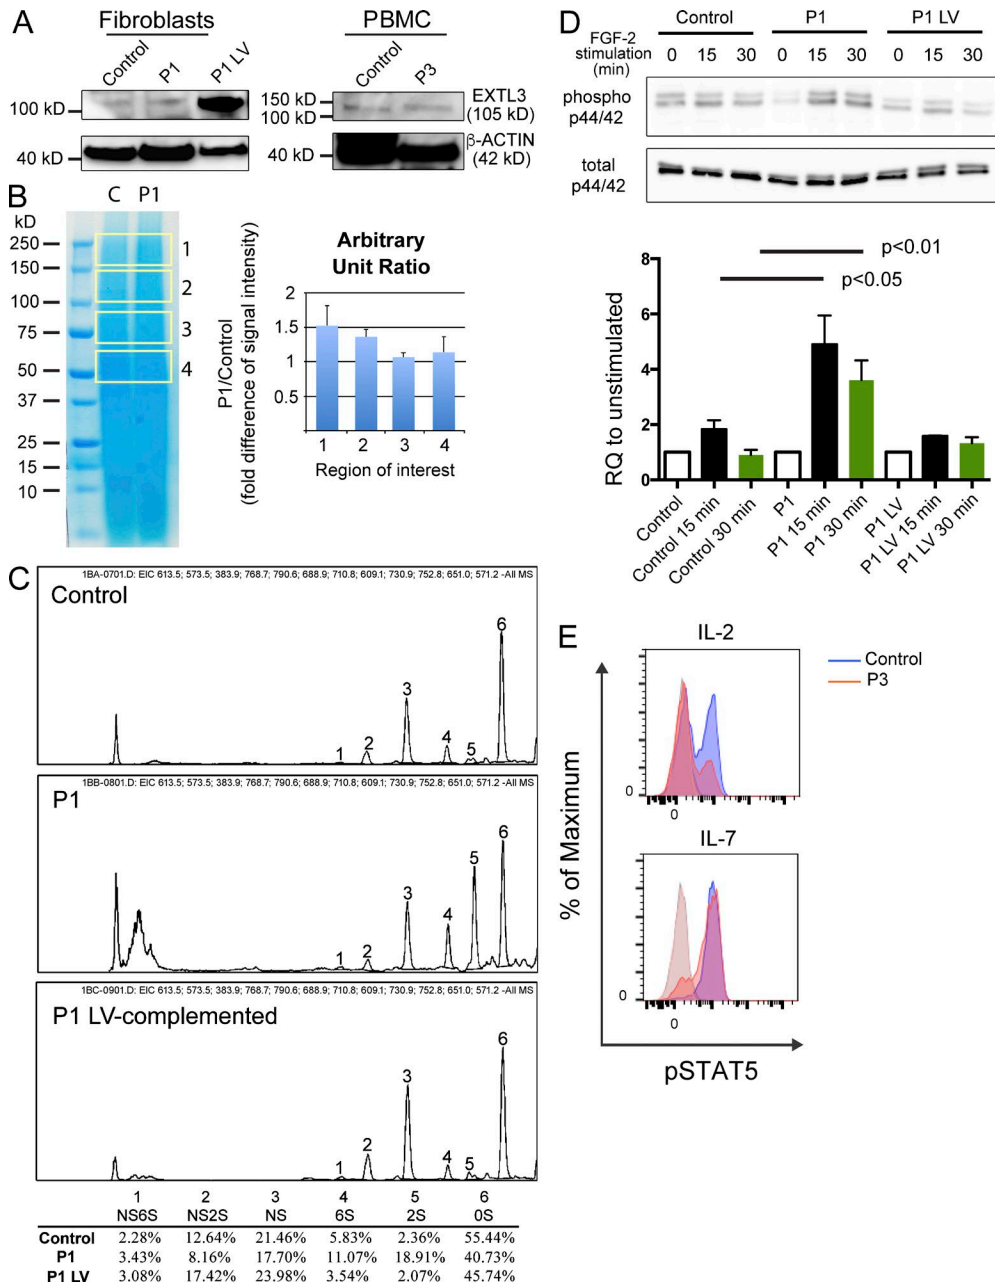 A
Fibroblasts
PBMC
Control
P1
P1 LV
Control
P3
100 kD
40 kD
150 kD
100 kD
40 kD
EXTL3
(105 kD)
β-ACTIN
(42 kD)
B
kD
C P1
250
150
100
75
50
37
25
15
10
1
2
3
4
Arbitrary
Unit Ratio
P1/Control
(fold difference of signal intensity)
2
1.5
1
0.5
1 2 3 4
Region of interest
C
1BA-0701.D: EIC 613.5; 573.5; 383.9; 768.7; 790.6; 688.9; 710.8; 609.1; 730.9; 752.8; 651.0; 571.2 -All MS
Control
1 2 3 4 5 6
1BB-0801.D: EIC 613.5; 573.5; 383.9; 768.7; 790.6; 688.9; 710.8; 609.1; 730.9; 752.8; 651.0; 571.2 -All MS
P1
1 2 3 4 5 6
1BC-0901.D: EIC 613.5; 573.5; 383.9; 768.7; 790.6; 688.9; 710.8; 609.1; 730.9; 752.8; 651.0; 571.2 -All MS
P1 LV-complemented
1 2 3 4 5 6
1 2 3 4 5 6
NS6S NS2S NS 6S 2S 0S
Control 2.28% 12.64% 21.46% 5.83% 2.36% 55.44%
P1 3.43% 8.16% 17.70% 11.07% 18.91% 40.73%
P1 LV 3.08% 17.42% 23.98% 3.54% 2.07% 45.74%
D
Control P1 P1 LV
FGF-2
stimulation
(min)
0 15 30 0 15 30 0 15 30
phospho
p44/42
total
p44/42
RQ to unstimulated
8
6
4
2
0
p<0.01
p<0.05
Control
Control 15 min
Control 30 min
P1
P1 15 min
P1 30 min
P1 LV
P1 LV 15 min
P1 LV 30 min
E
IL-2
Control
P3
0
0
IL-7
0
0
% of Maximum
pSTAT5